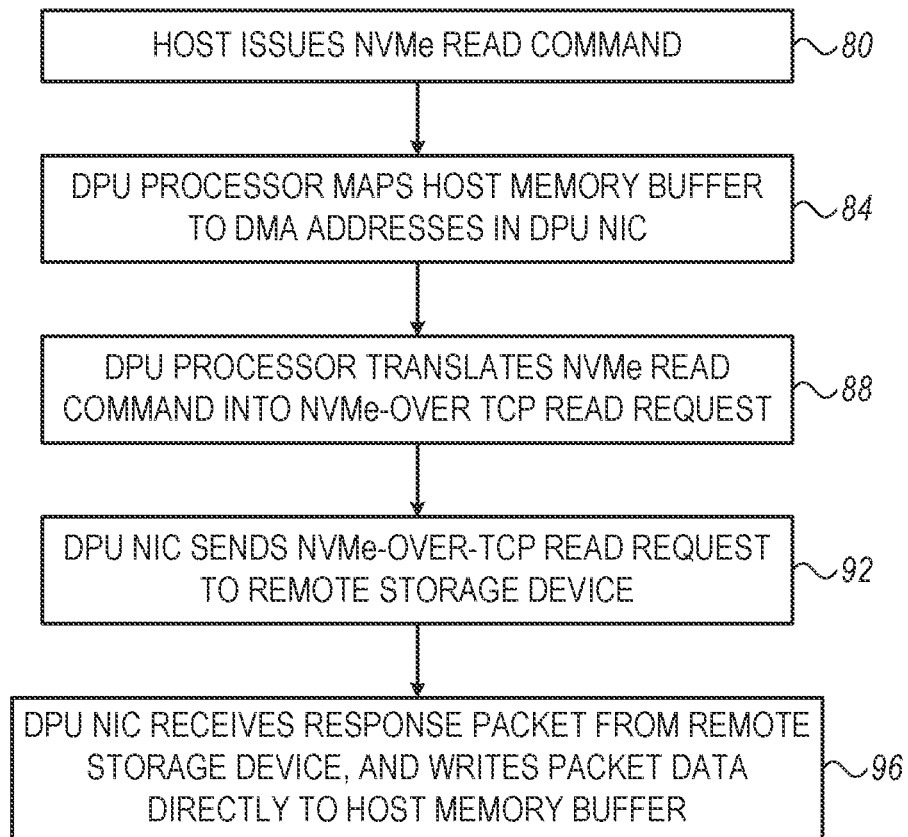 HOST ISSUES NVMe READ COMMAND
80
DPU PROCESSOR MAPS HOST MEMORY BUFFER
TO DMA ADDRESSES IN DPU NIC
84
DPU PROCESSOR TRANSLATES NVMe READ
COMMAND INTO NVMe-OVER TCP READ REQUEST
88
DPU NIC SENDS NVMe-OVER-TCP READ REQUEST
TO REMOTE STORAGE DEVICE
92
DPU NIC RECEIVES RESPONSE PACKET FROM REMOTE
STORAGE DEVICE, AND WRITES PACKET DATA
DIRECTLY TO HOST MEMORY BUFFER
96